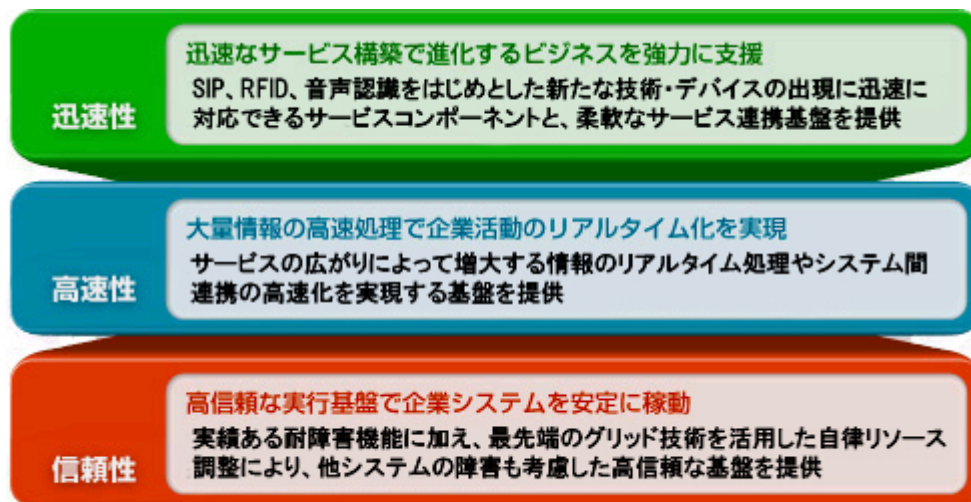 迅速性
迅速なサービス構築で進化するビジネスを強力に支援
SIP、RFID、音声認識をはじめとした新たな技術・デバイスの出現に迅速に
対応できるサービスコンポーネントと、柔軟なサービス連携基盤を提供
高速性
大量情報の高速処理で企業活動のリアルタイム化を実現
サービスの広がりによって増大する情報のリアルタイム処理やシステム間
連携の高速化を実現する基盤を提供
信頼性
高信頼な実行基盤で企業システムを安定に稼動
実績ある耐障害機能に加え、最先端のグリッド技術を活用した自律リソース
調整により、他システムの障害も考慮した高信頼な基盤を提供